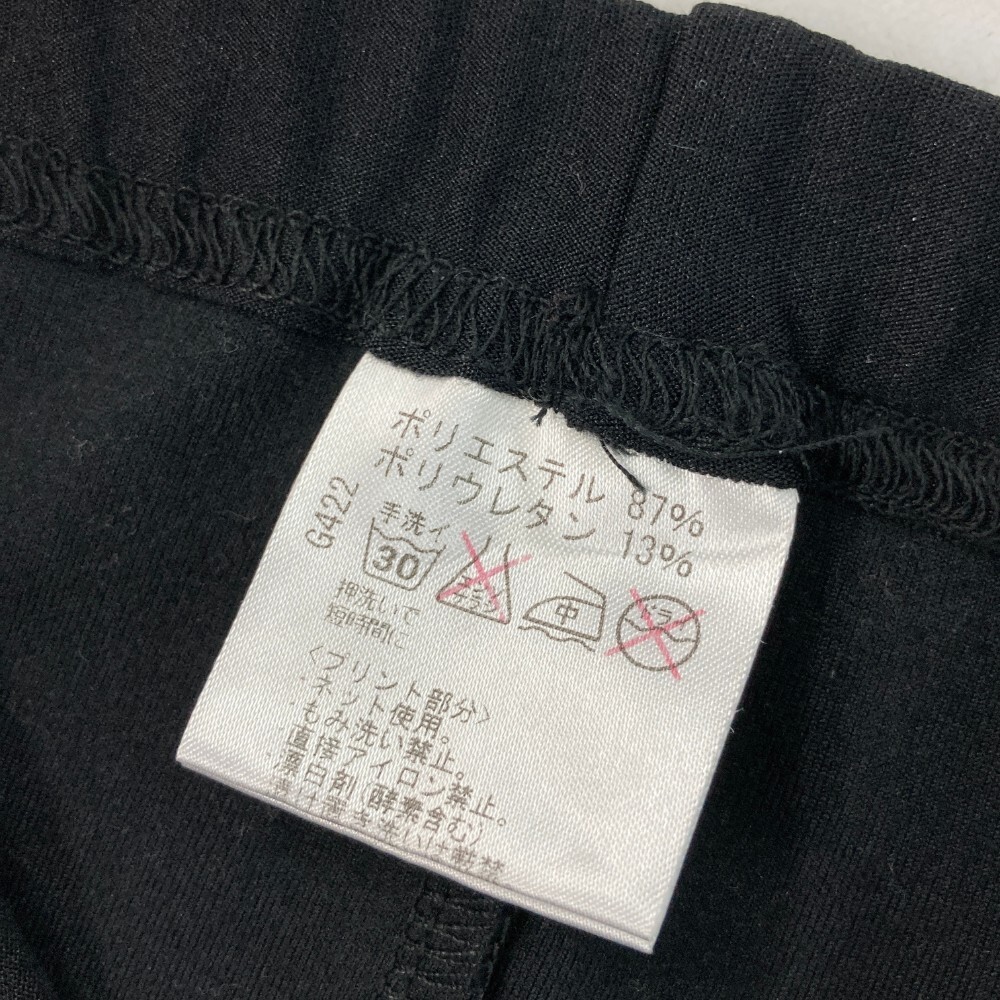 ポリエステル 87%
ポリウレタン 13%
G422
手洗イ
30
中
ドライ
押洗いで
短時間に
<プリント部分>
ネット使用。
もみ洗い禁止。
直接アイロン禁止。
漂白剤(酵素含む)